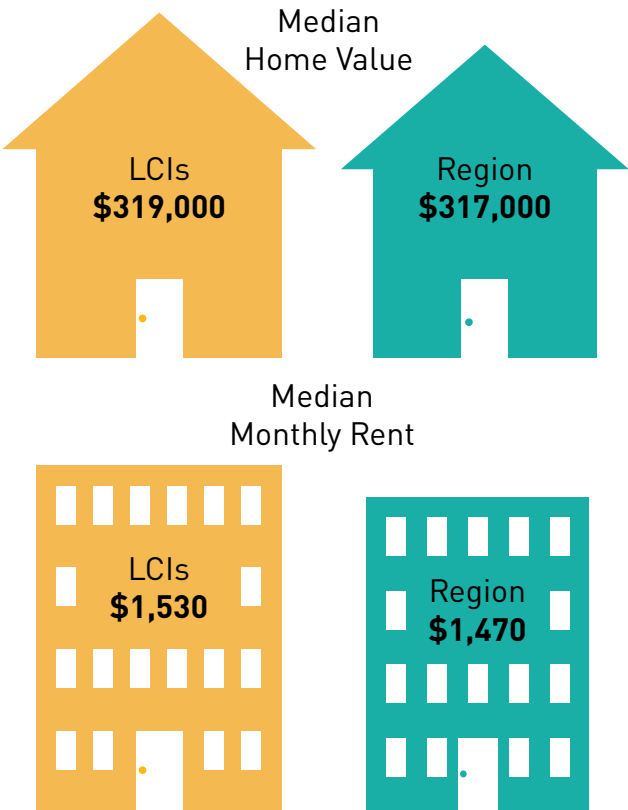 Median
Home Value
LCIs
$319,000
Region
$317,000
Median
Monthly Rent
LCIs
$1,530
Region
$1,470